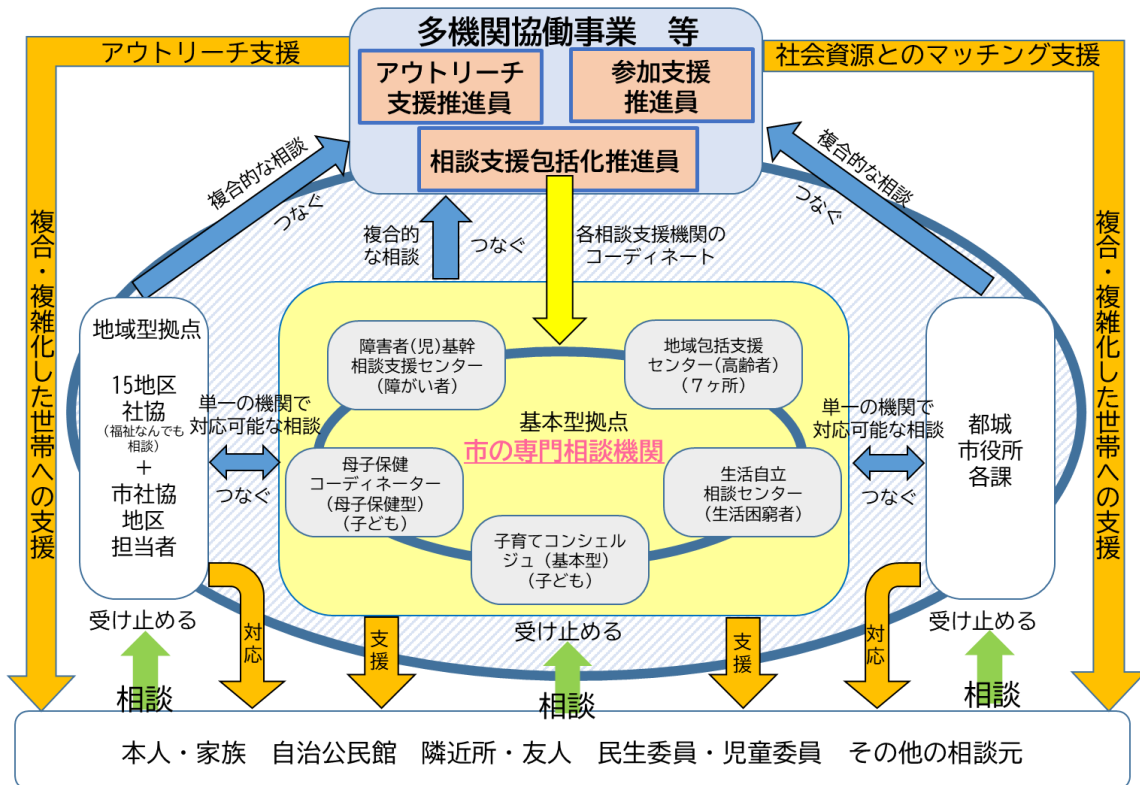 多機関協働事業　等
アウトリーチ支援
社会資源とのマッチング支援
アウトリーチ
支援推進員
参加支援
推進員
相談支援包括化推進員
複合的な相談
つなぐ
複合的
な相談
つなぐ
各相談支援機関の
コーディネート
複合的な相談
つなぐ
複合・複雑化した世帯への支援
複合・複雑化した世帯への支援
地域型拠点
15地区
社協
（福祉なんでも
相談）
＋
市社協
地区
担当者
単一の機関で
対応可能な相談
つなぐ
障害者(児)基幹
相談支援センター
（障がい者）
地域包括支援
センター(高齢者)
（７ヶ所）
基本型拠点
市の専門相談機関
母子保健
コーディネーター
（母子保健型）
（子ども）
生活自立
相談センター
（生活困窮者）
子育てコンシェル
ジュ（基本型）
（子ども）
単一の機関で
対応可能な相談
つなぐ
都城
市役所
各課
受け止める
対応
支援
受け止める
支援
対応
受け止める
相談
相談
相談
本人・家族　自治公民館　隣近所・友人　民生委員・児童委員　その他の相談元